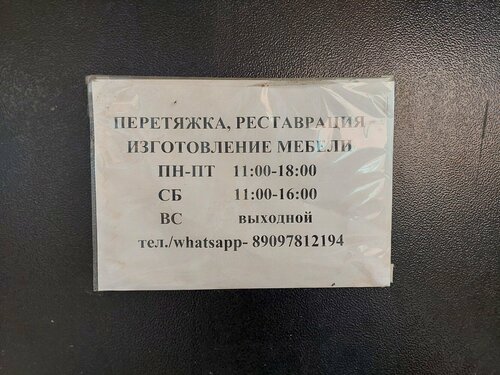 ПЕРЕТЯЖКА, РЕСТАВРАЦИЯ
ИЗГОТОВЛЕНИЕ МЕБЕЛИ
ПН-ПТ 11:00-18:00
СБ 11:00-16:00
ВС выходной
тел./whatsapp- 89097812194